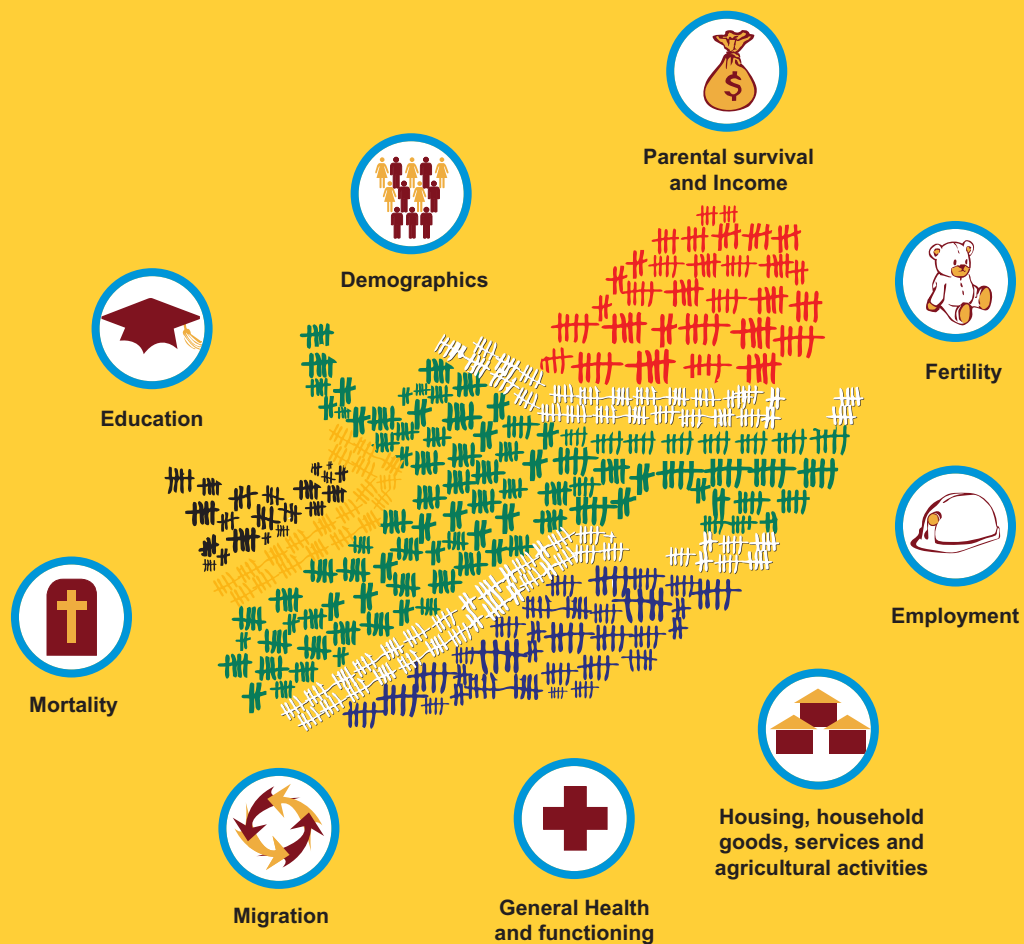 $
Parental survival
and Income
Demographics
Fertility
Education
Employment
Mortality
Housing, household
goods, services and
agricultural activities
Migration
General Health
and functioning